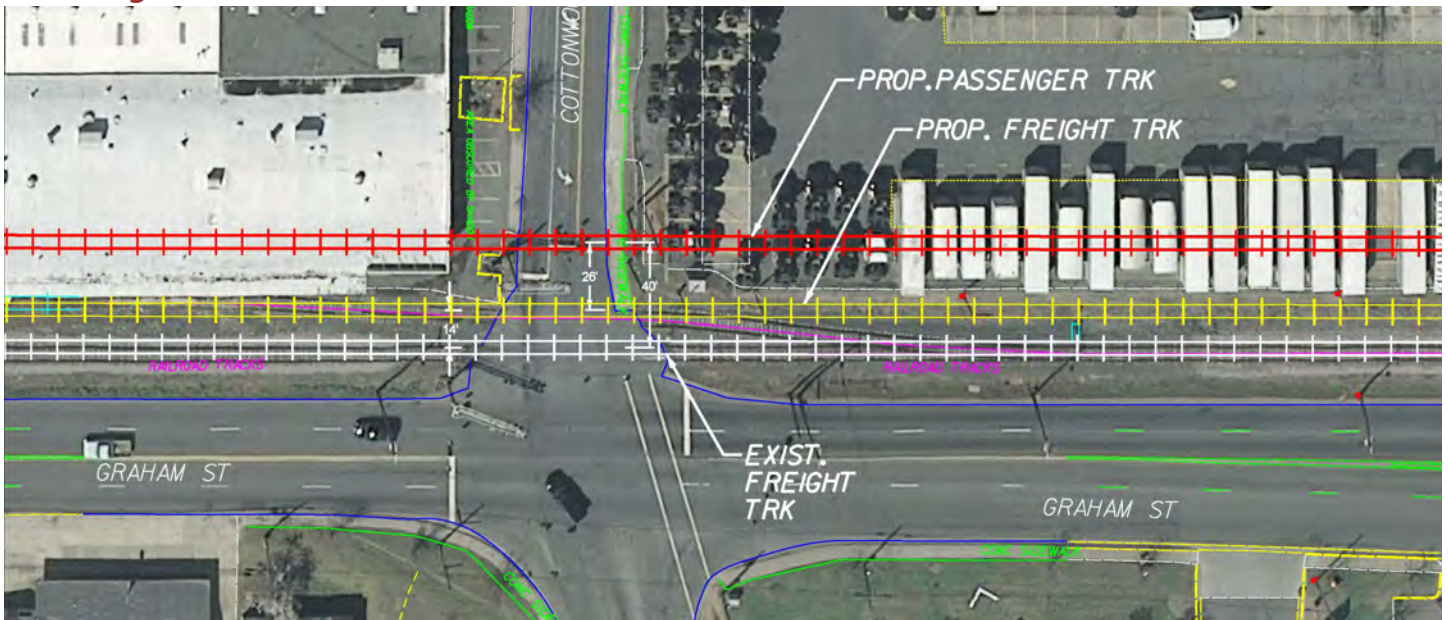 COTTONWO
PROP.PASSENGER TRK
PROP. FREIGHT TRK
26'
40'
14'
RAILROAD TRACKS
RAILROAD TRACKS
EXIST.
FREIGHT
TRK
GRAHAM ST
GRAHAM ST
CONC SIDEWALK